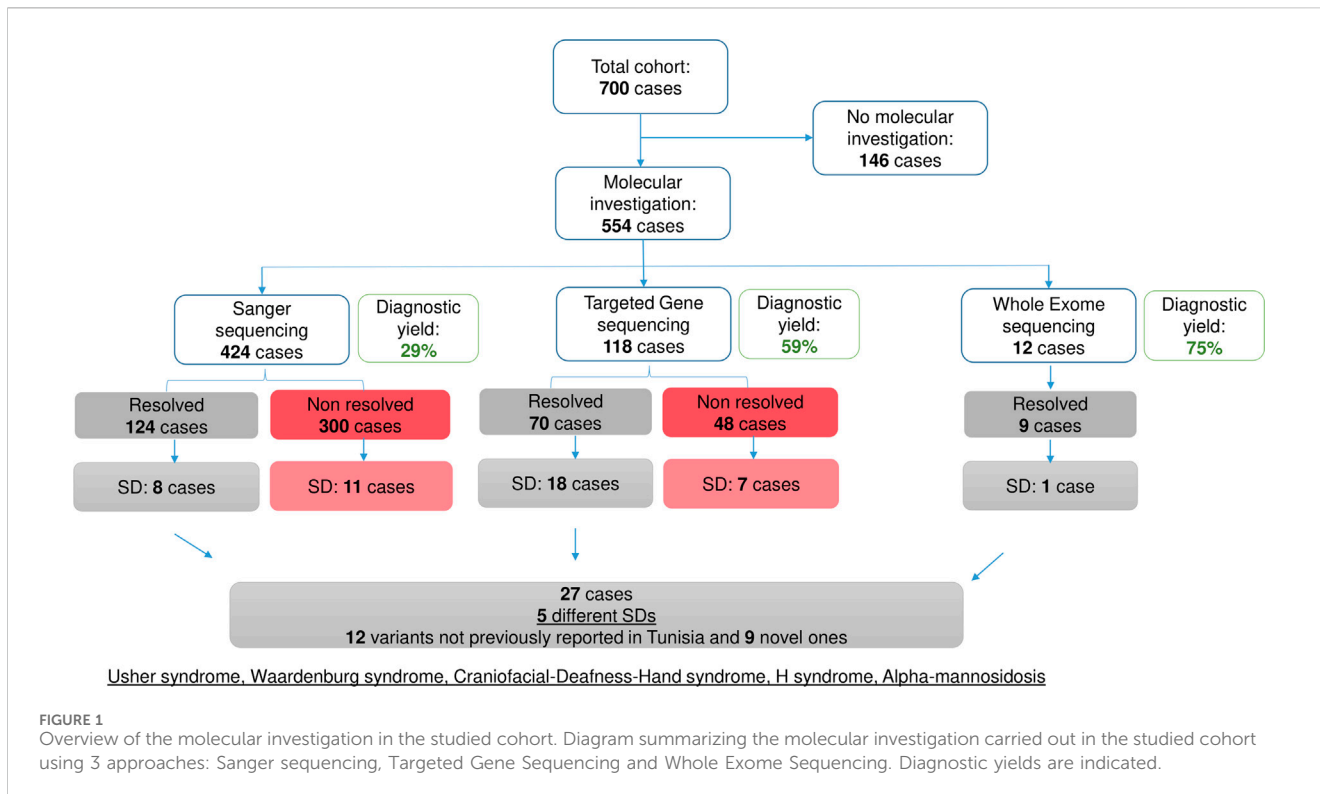 Total cohort:
700 cases
No molecular
investigation:
146 cases
Molecular
investigation:
554 cases
Sanger
sequencing
424 cases
Diagnostic
yield:
29%
Targeted Gene
sequencing
118 cases
Diagnostic
yield:
59%
Whole Exome
sequencing
12 cases
Diagnostic
yield:
75%
Resolved
124 cases
Non resolved
300 cases
Resolved
70 cases
Non resolved
48 cases
Resolved
9 cases
SD: 8 cases
SD: 11 cases
SD: 18 cases
SD: 7 cases
SD: 1 case
27 cases
5 different SDs
12 variants not previously reported in Tunisia and 9 novel ones
Usher syndrome, Waardenburg syndrome, Craniofacial-Deafness-Hand syndrome, H syndrome, Alpha-mannosidosis
FIGURE 1
Overview of the molecular investigation in the studied cohort. Diagram summarizing the molecular investigation carried out in the studied cohort
using 3 approaches: Sanger sequencing, Targeted Gene Sequencing and Whole Exome Sequencing. Diagnostic yields are indicated.